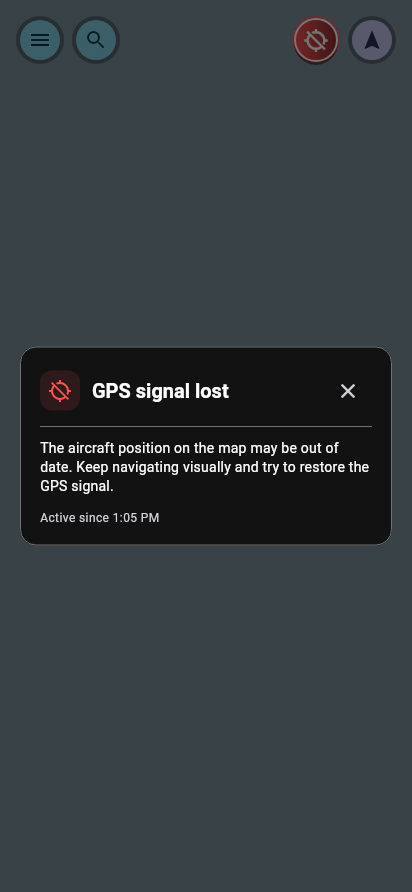 GPS signal lost
The aircraft position on the map may be out of
date. Keep navigating visually and try to restore the
GPS signal.
Active since 1:05 PM